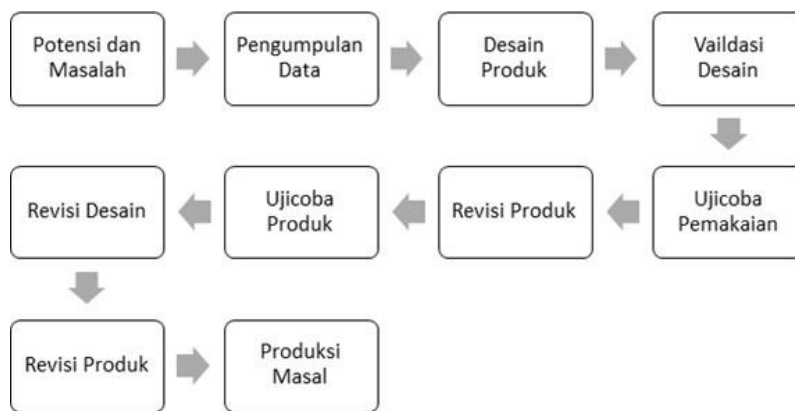 Potensi dan
Masalah
Pengumpulan
Data
Desain
Produk
Vaildasi
Desain
Ujicoba
Pemakaian
Revisi Produk
Ujicoba
Produk
Revisi Desain
Revisi Produk
Produksi
Masal